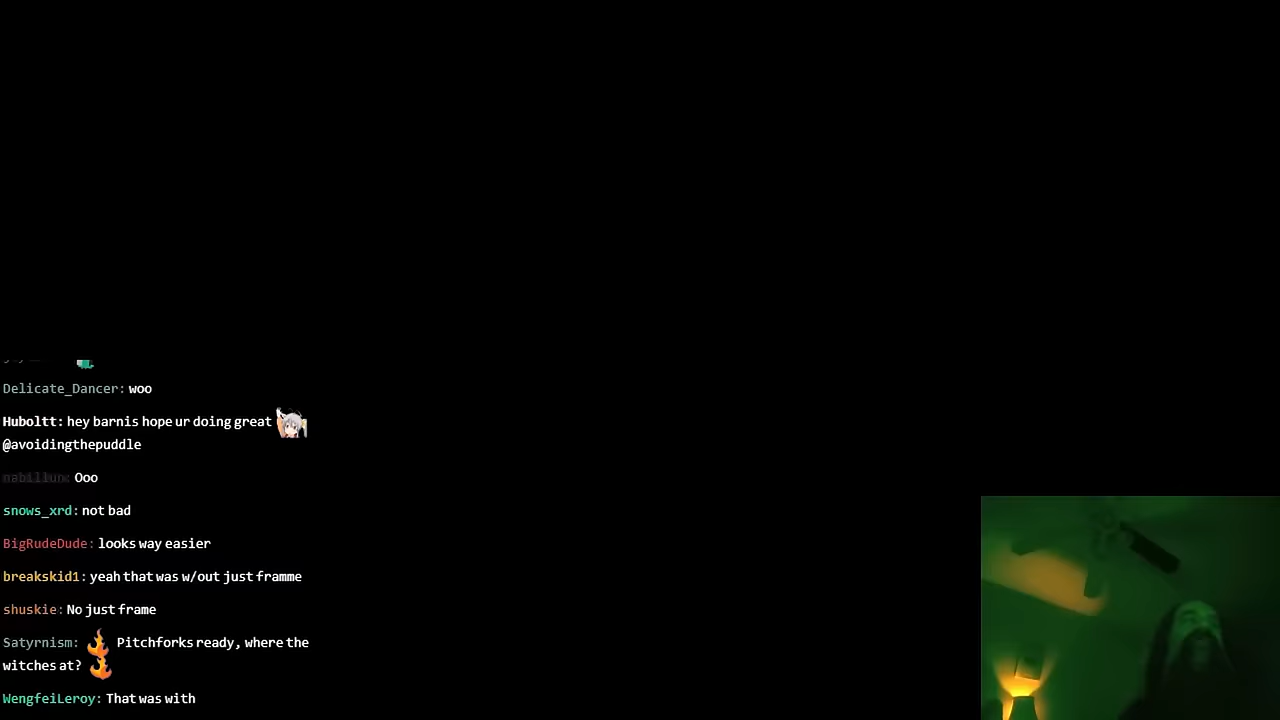 Delicate_Dancer: woo
Huboltt: hey barnis hope ur doing great
@avoidingthepuddle
nabillunx: Ooo
snows_xrd: not bad
BigRudeDude: looks way easier
breakskid1: yeah that was w/out just framme
shuskie: No just frame
Satyrnism: Pitchforks ready, where the
witches at?
WengfeiLeroy: That was with